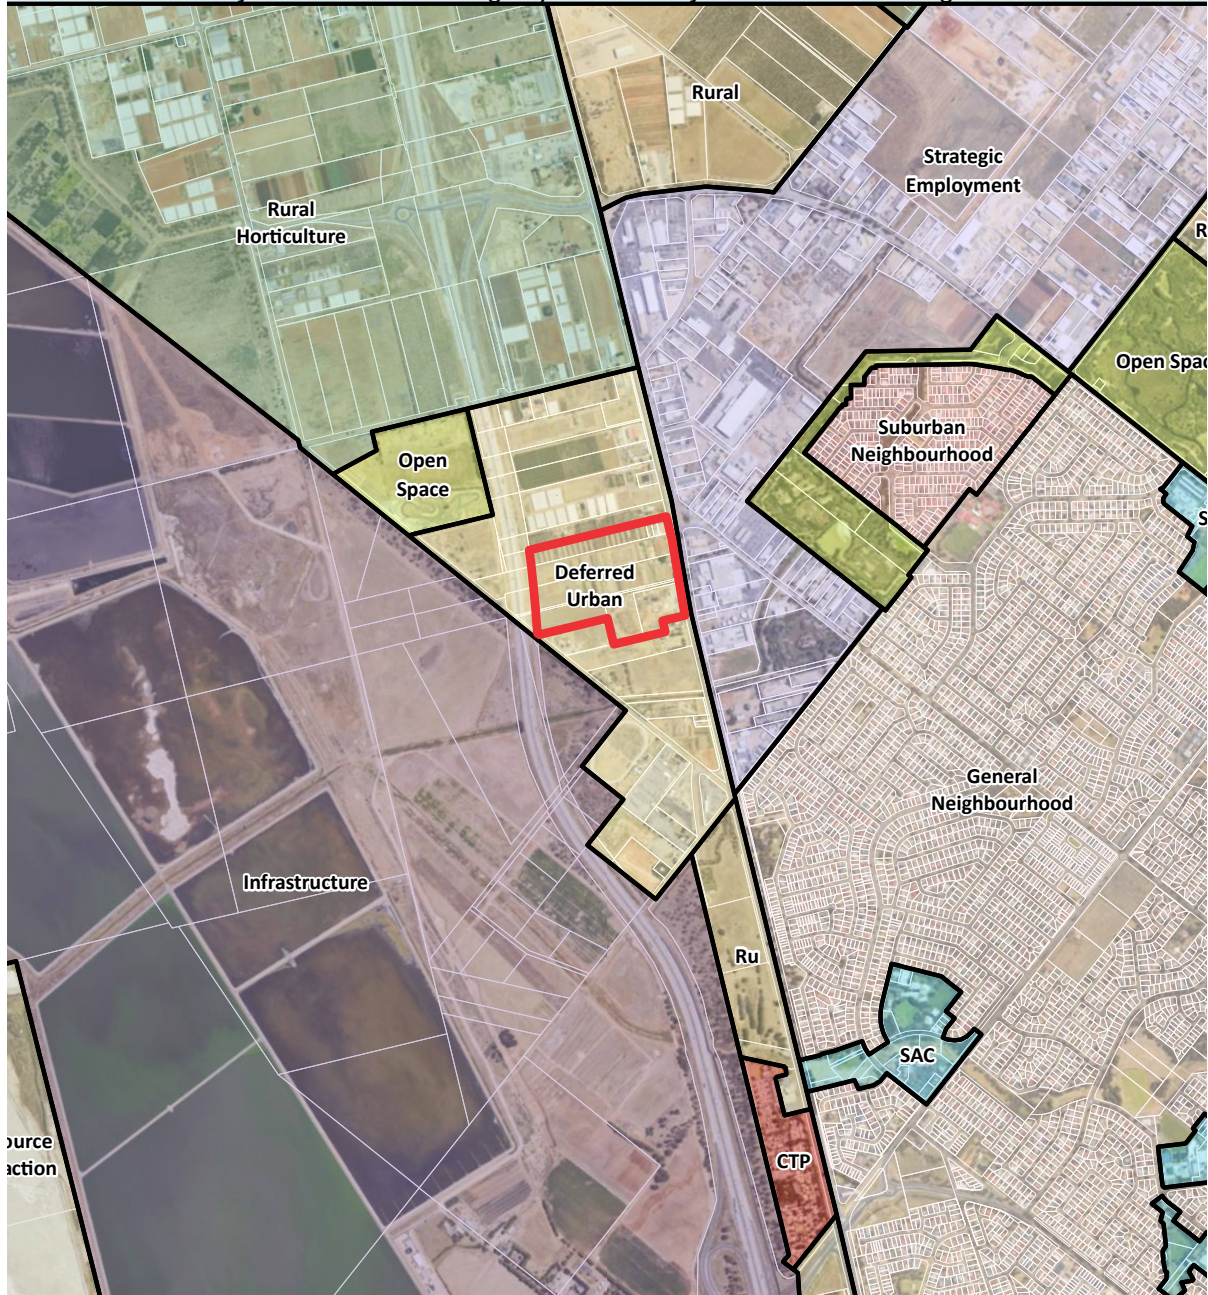 Rural
Strategic
Employment
Rural
Horticulture
R
Open Spac
Suburban
Neighbourhood
Open
Space
S
Deferred
Urban
General
Neighbourhood
Infrastructure
Ru
SAC
ource
action
CTP